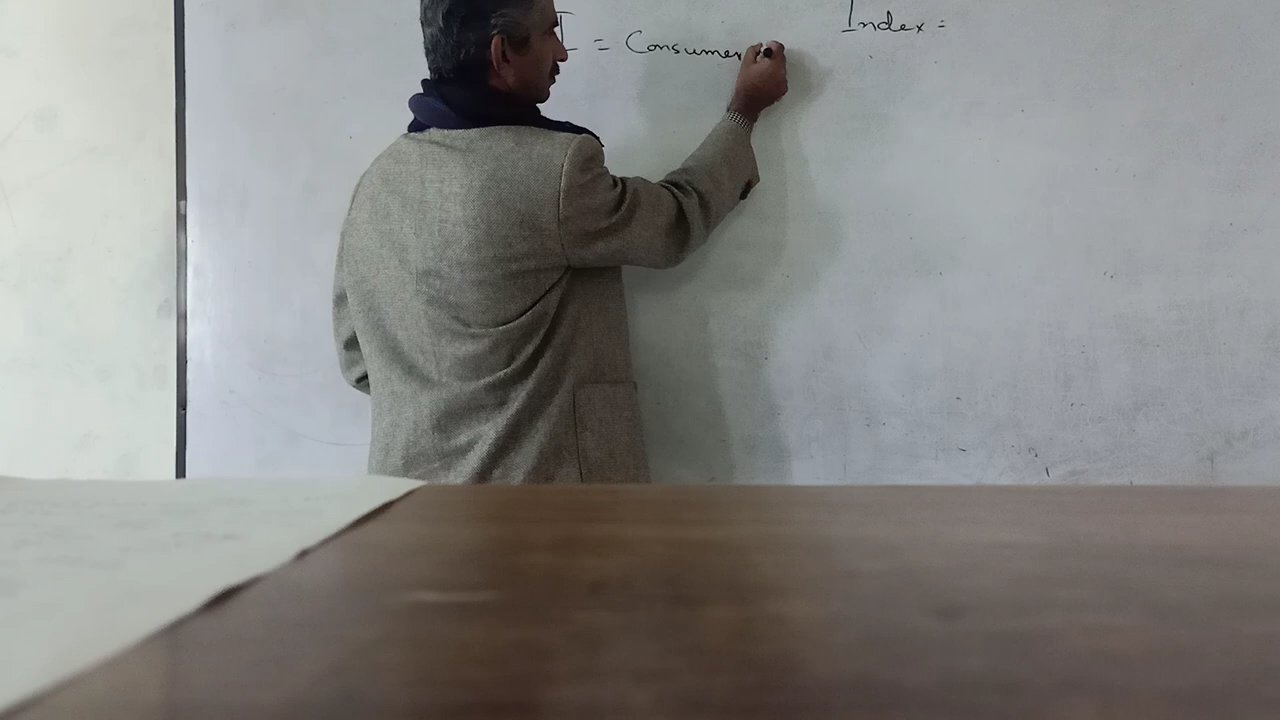 I = Consumer
Index =